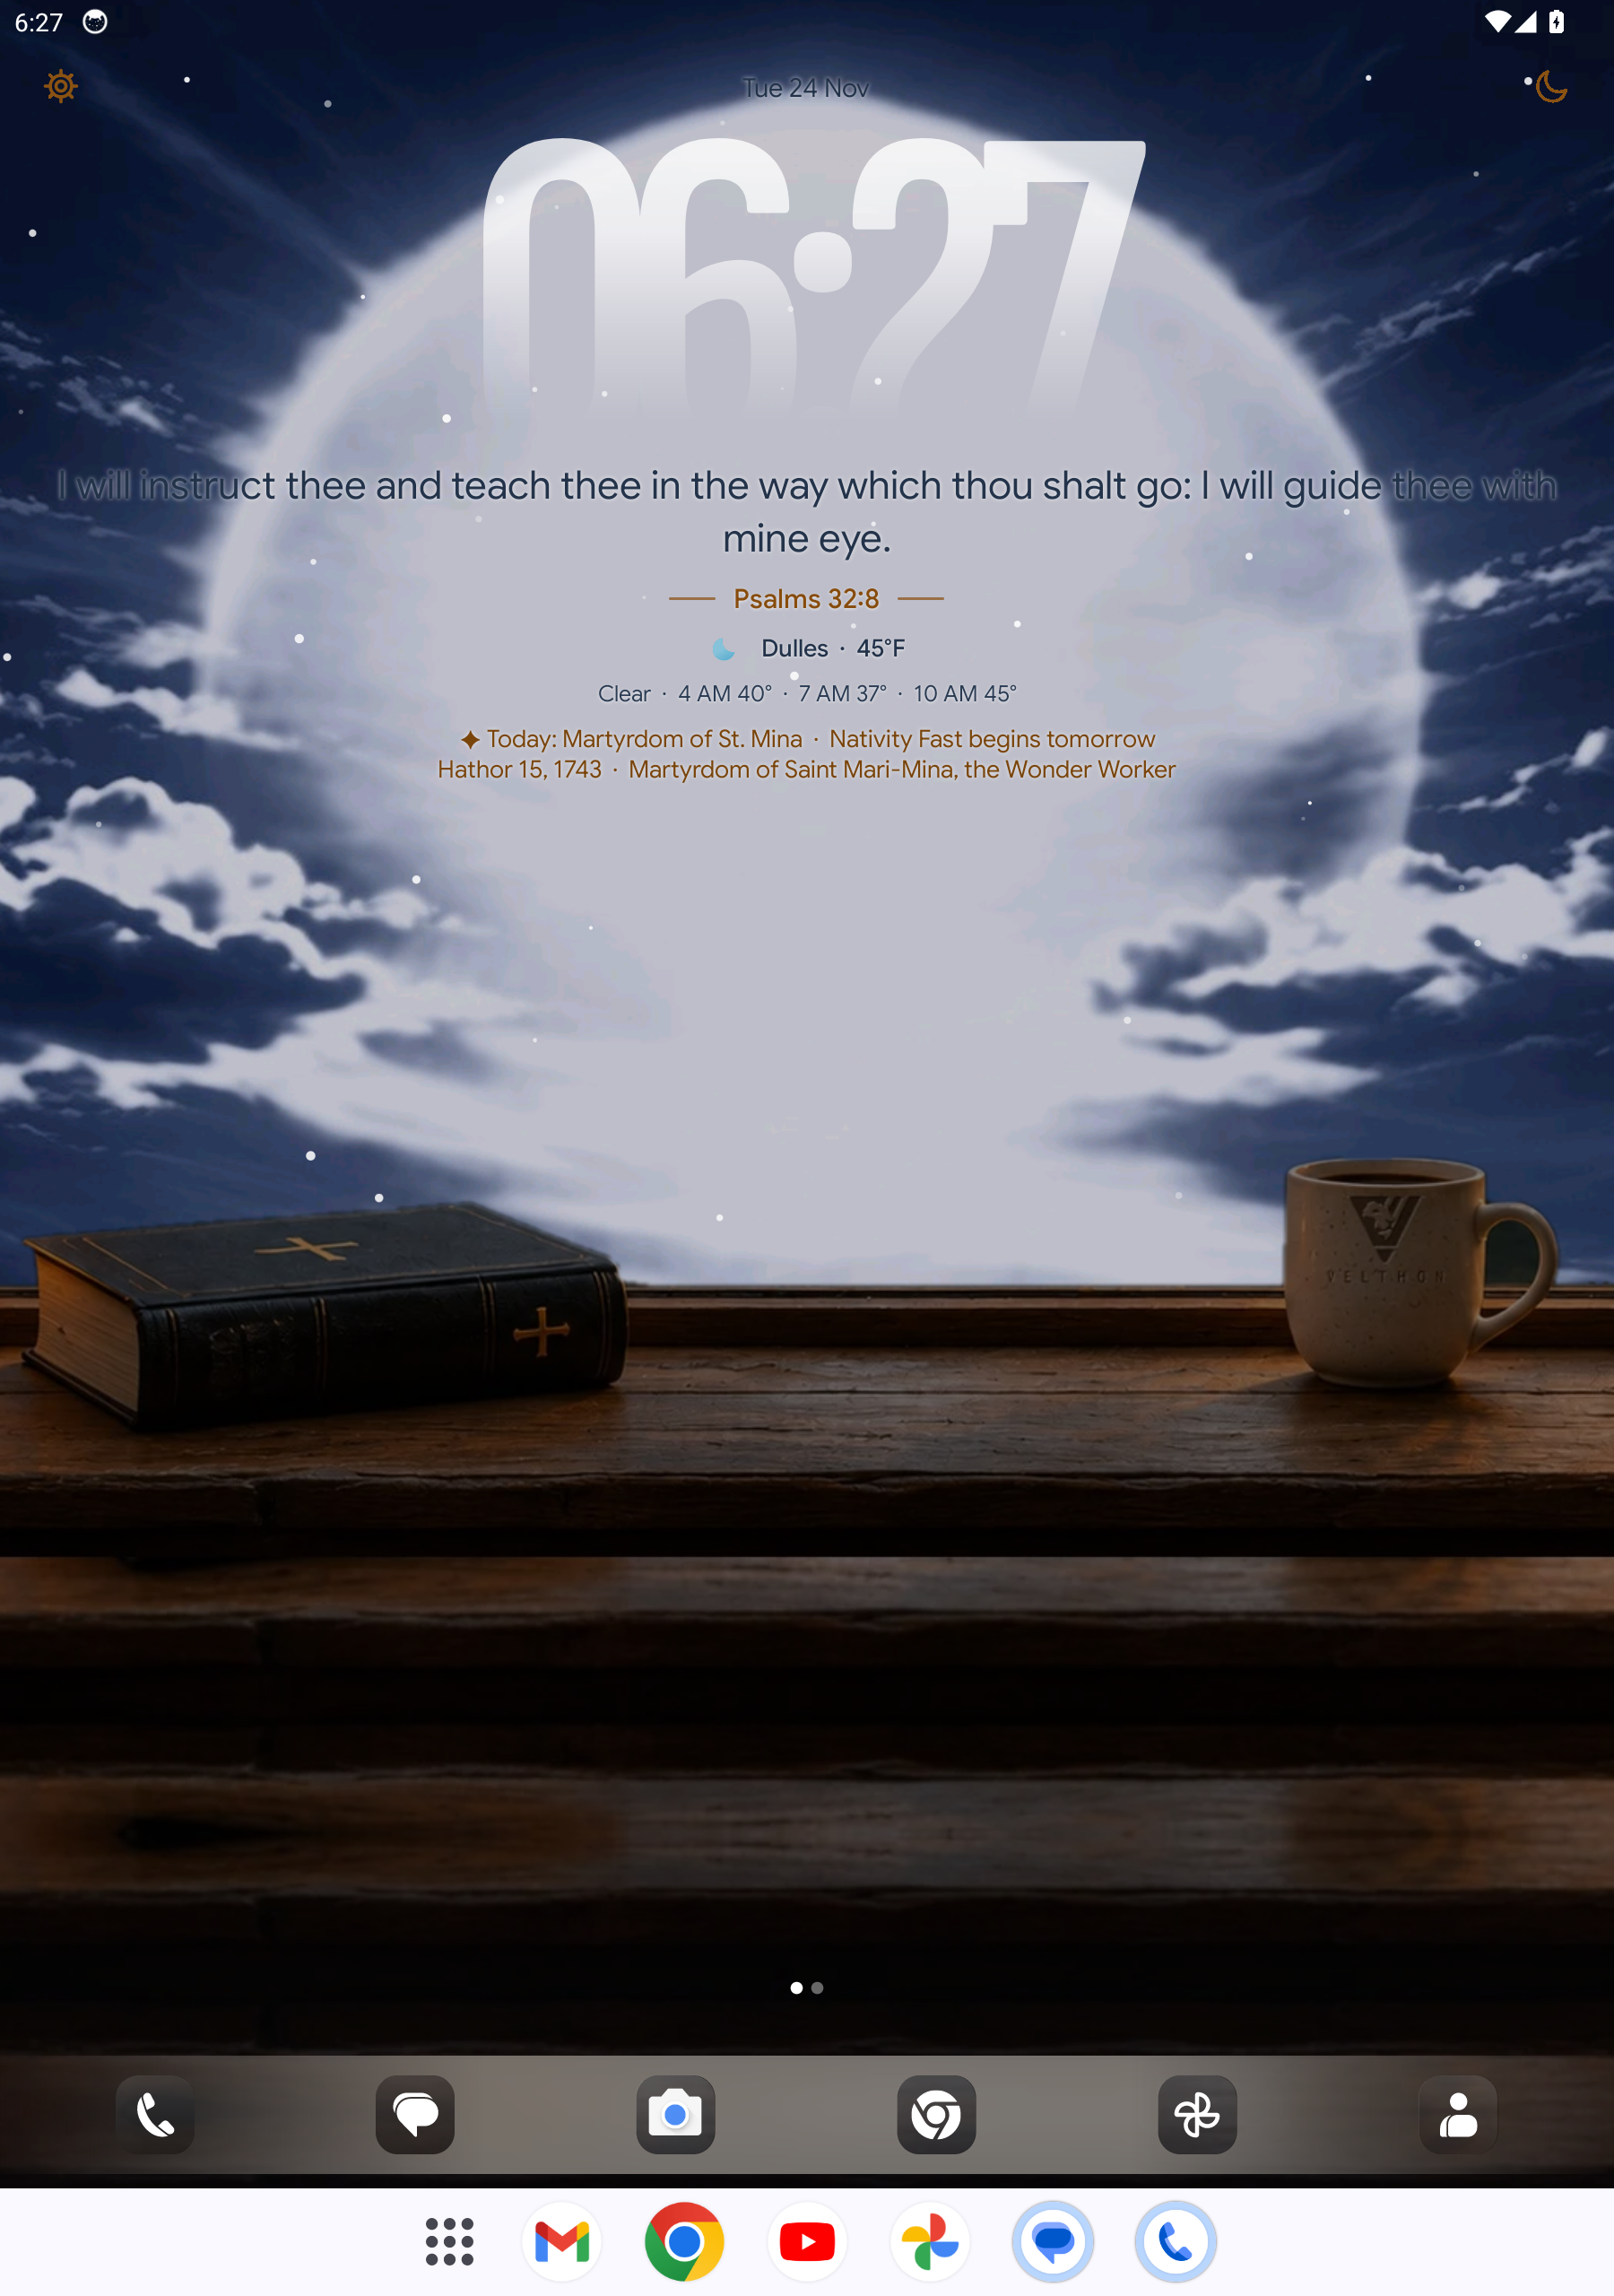 6:27
Tue 24 Nov
06:27
I will instruct thee and teach thee in the way which thou shalt go: I will guide thee with
mine eye.
Psalms 32:8
Dulles · 45°F
Clear · 4 AM 40° · 7 AM 37° · 10 AM 45°
✦ Today: Martyrdom of St. Mina · Nativity Fast begins tomorrow
Hathor 15, 1743 · Martyrdom of Saint Mari-Mina, the Wonder Worker
VELTHON